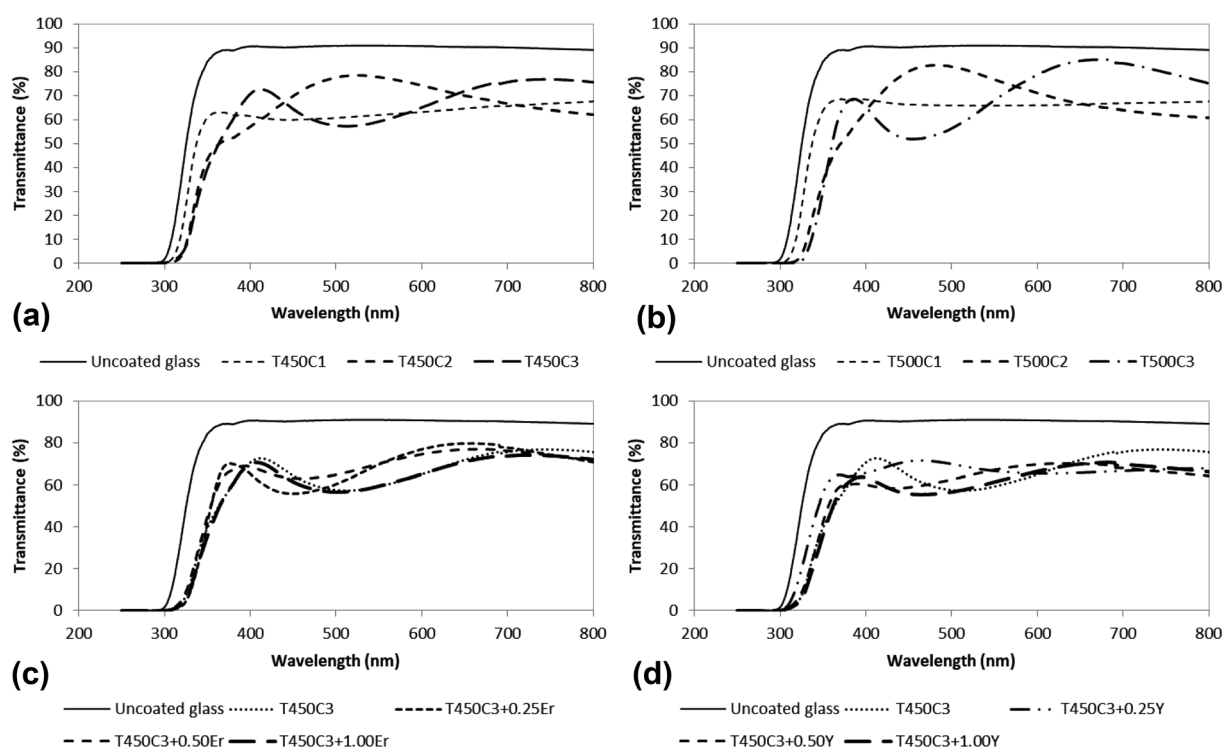 100
90
80
70
60
50
40
30
20
10
0
Transmittance (%)
200 300 400 500 600 700 800
Wavelength (nm)
(a)
Uncoated glass T450C1 T450C2 T450C3
100
90
80
70
60
50
40
30
20
10
0
Transmittance (%)
200 300 400 500 600 700 800
Wavelength (nm)
(b)
Uncoated glass T500C1 T500C2 T500C3
100
80
60
40
20
0
Transmittance (%)
200 300 400 500 600 700 800
Wavelength (nm)
(c)
Uncoated glass T450C3 T450C3+0.25Er
T450C3+0.50Er T450C3+1.00Er
100
80
60
40
20
0
Transmittance (%)
200 300 400 500 600 700 800
Wavelength (nm)
(d)
Uncoated glass T450C3 T450C3+0.25Y
T450C3+0.50Y T450C3+1.00Y